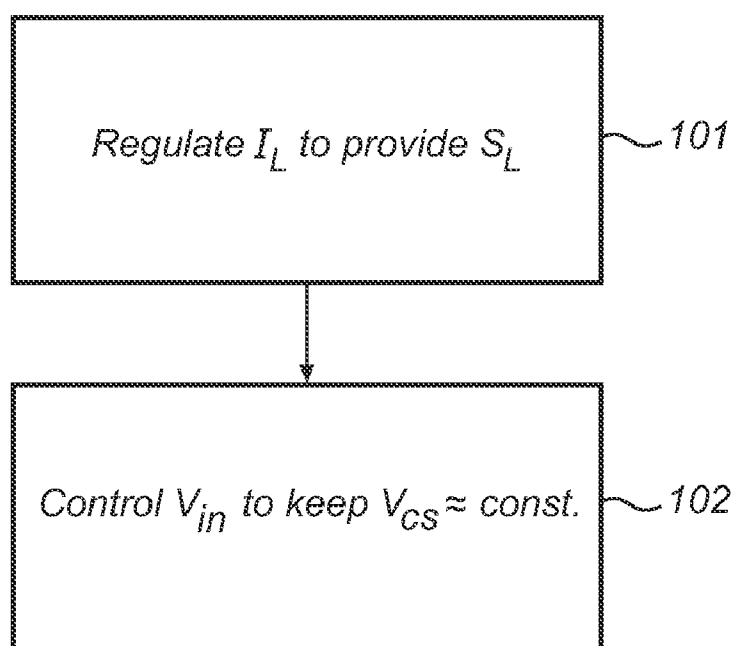 Regulate I_L to provide S_L
101
Control V_in to keep V_cs ≈ const.
102